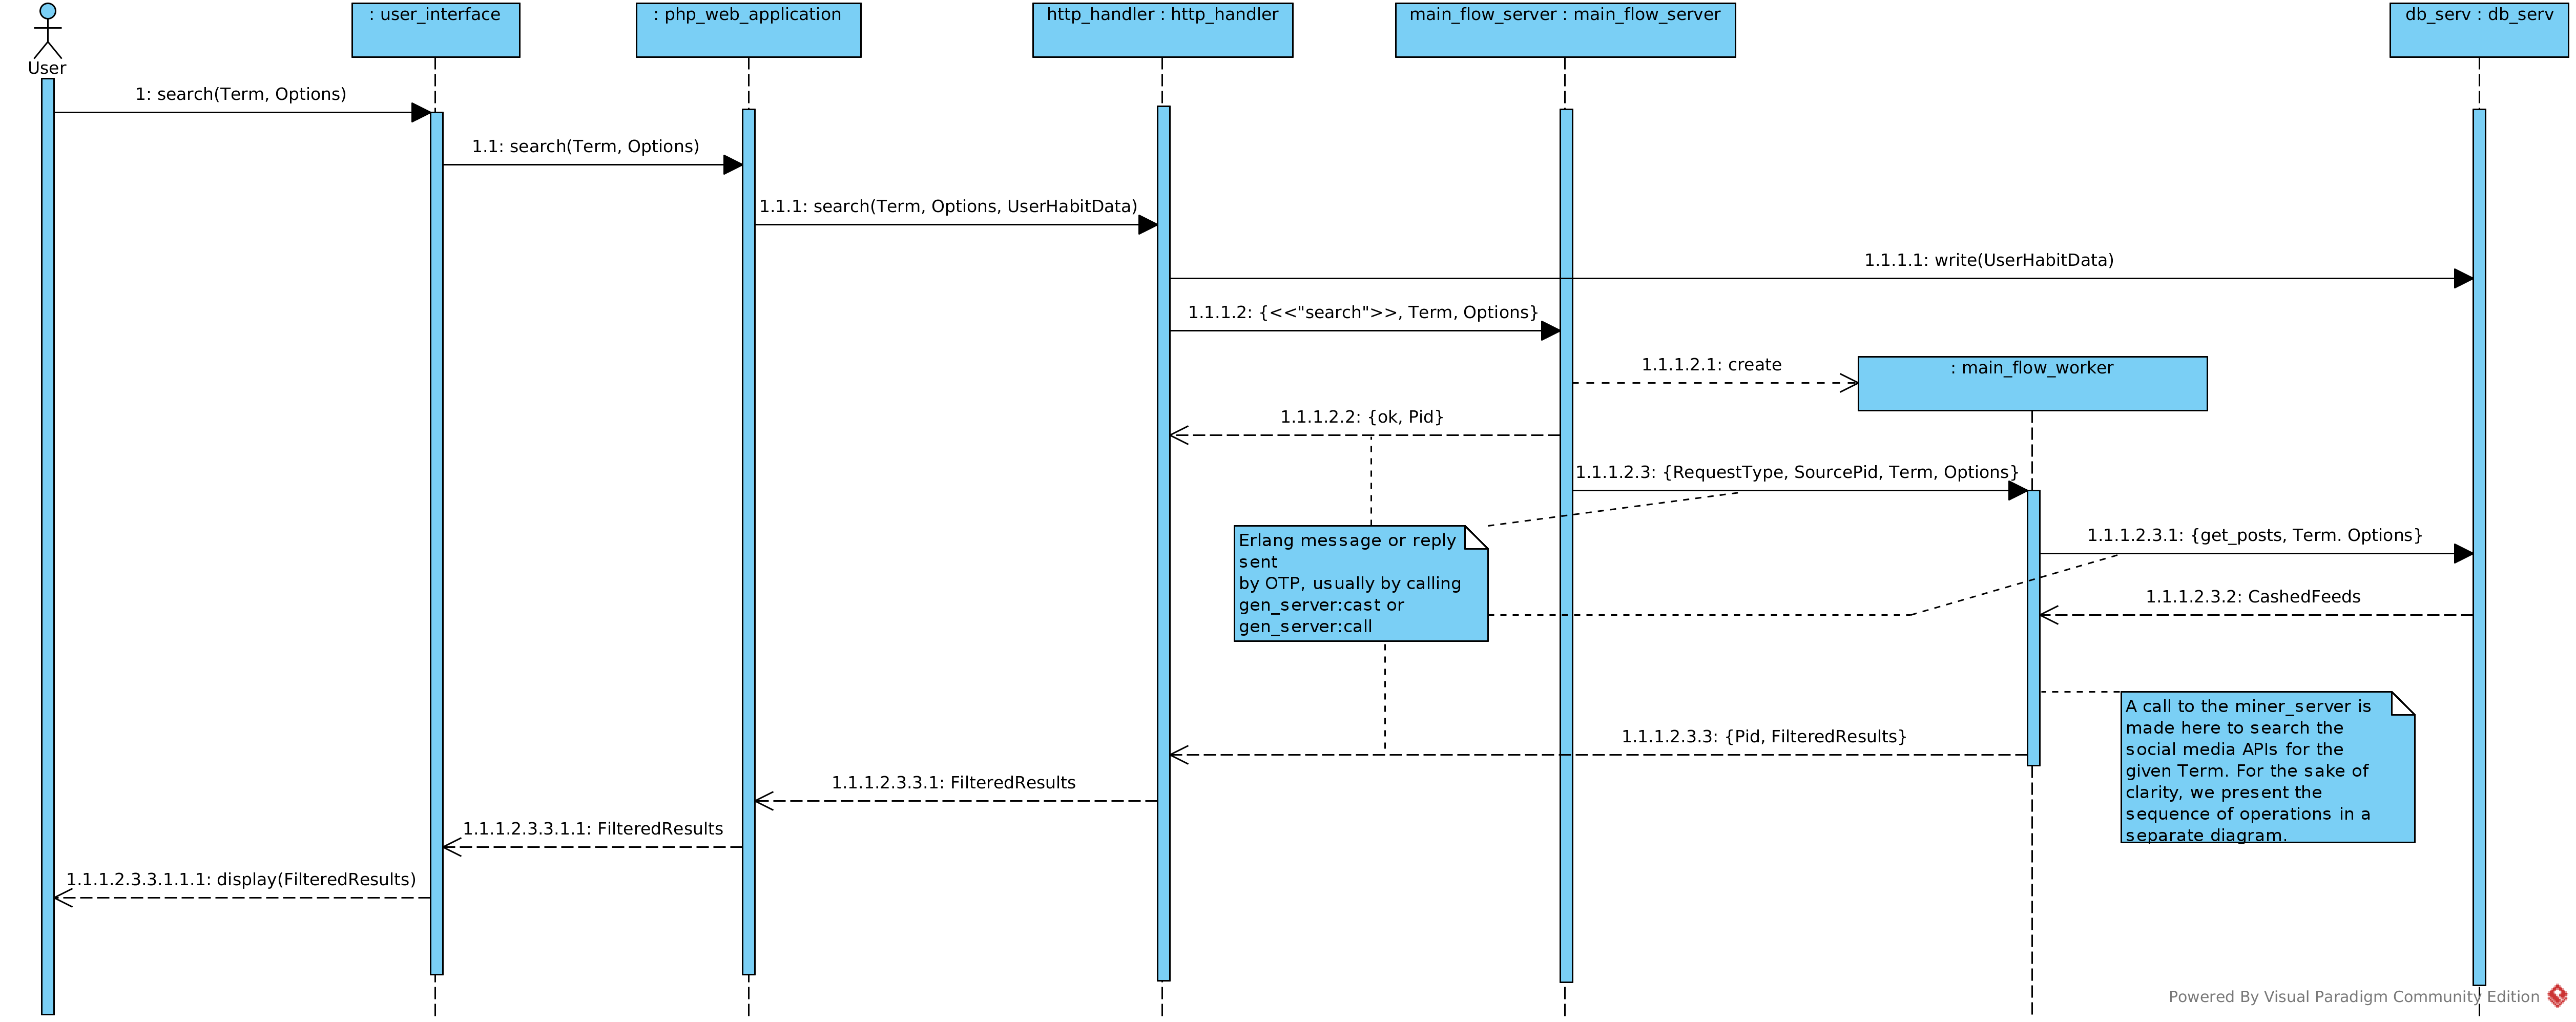 : user_interface
: php_web_application
http_handler : http_handler
main_flow_server : main_flow_server
db_serv : db_serv
User
1: search(Term, Options)
1.1: search(Term, Options)
1.1.1: search(Term, Options, UserHabitData)
1.1.1.1: write(UserHabitData)
1.1.1.2: {<<"search">>, Term, Options}
1.1.1.2.1: create
: main_flow_worker
1.1.1.2.2: {ok, Pid}
1.1.1.2.3: {RequestType, SourcePid, Term, Options}
Erlang message or reply
sent
by OTP, usually by calling
gen_server:cast or
gen_server:call
1.1.1.2.3.1: {get_posts, Term. Options}
1.1.1.2.3.2: CashedFeeds
A call to the miner_server is
made here to search the
social media APIs for the
given Term. For the sake of
clarity, we present the
sequence of operations in a
separate diagram.
1.1.1.2.3.3: {Pid, FilteredResults}
1.1.1.2.3.3.1: FilteredResults
1.1.1.2.3.3.1.1: FilteredResults
1.1.1.2.3.3.1.1.1: display(FilteredResults)
Powered By Visual Paradigm Community Edition